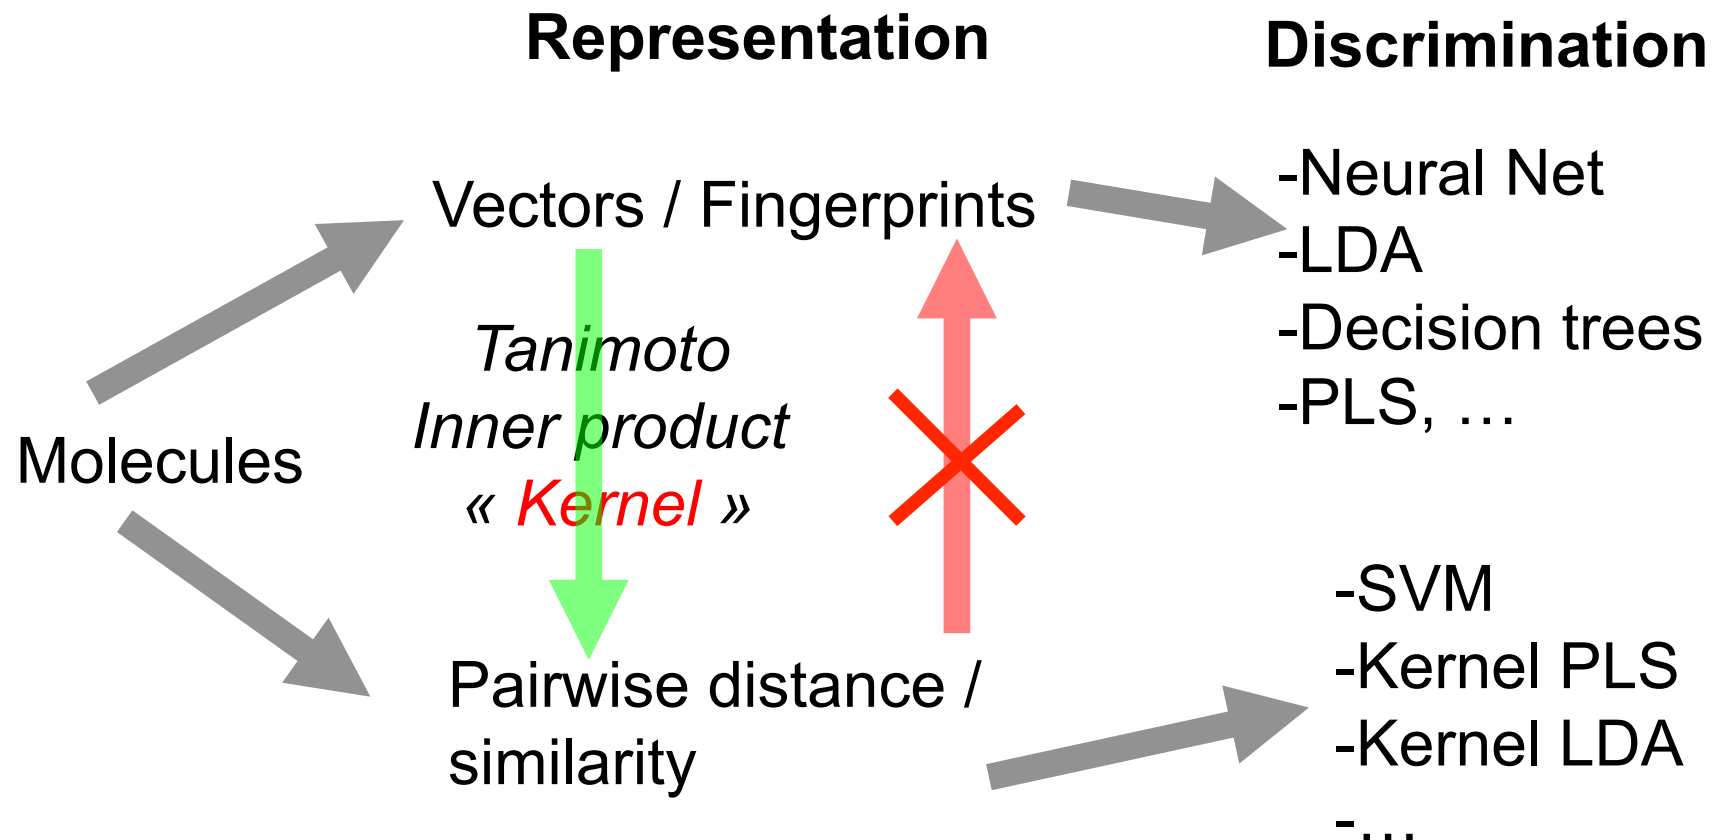 Representation
Discrimination
Vectors / Fingerprints
-Neural Net
-LDA
-Decision trees
-PLS, …
Tanimoto
Inner product
« Kernel »
Molecules
Pairwise distance /
similarity
-SVM
-Kernel PLS
-Kernel LDA
-…